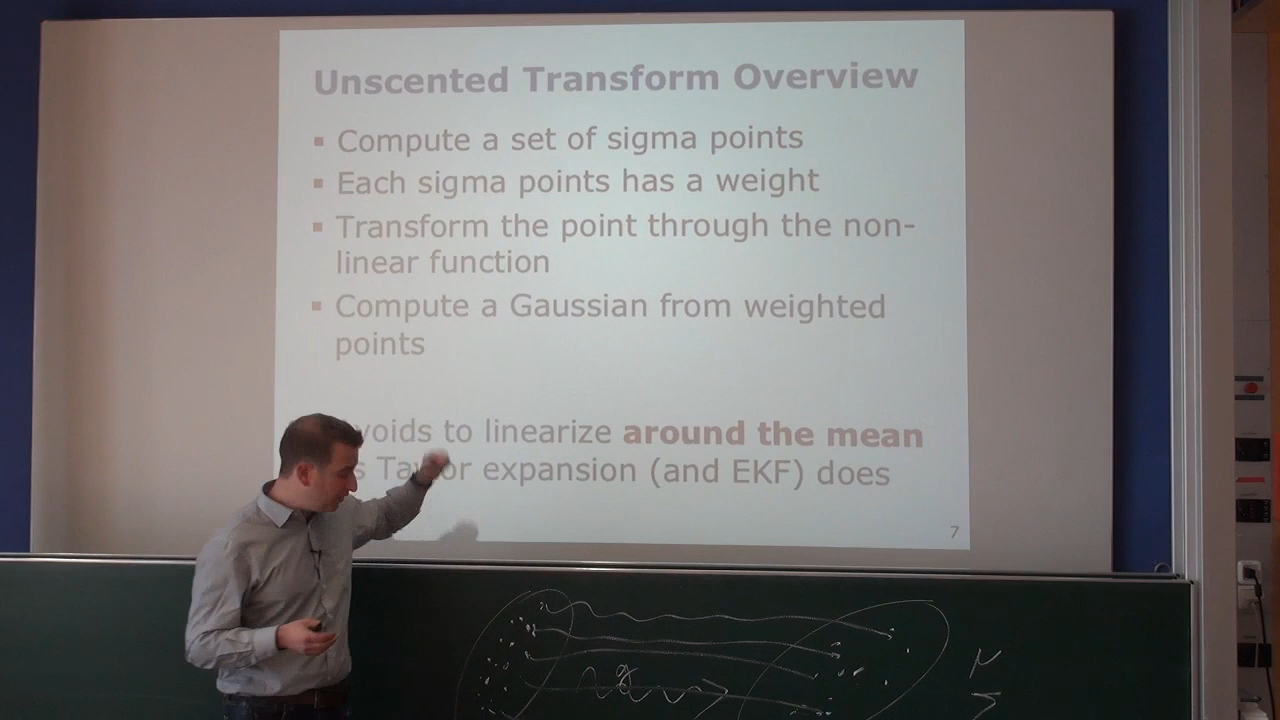 Unscented Transform Overview
▪ Compute a set of sigma points
▪ Each sigma points has a weight
▪ Transform the point through the non-
linear function
▪ Compute a Gaussian from weighted
points
voids to linearize around the mean
s Taylor expansion (and EKF) does
7
g
μ
Σ